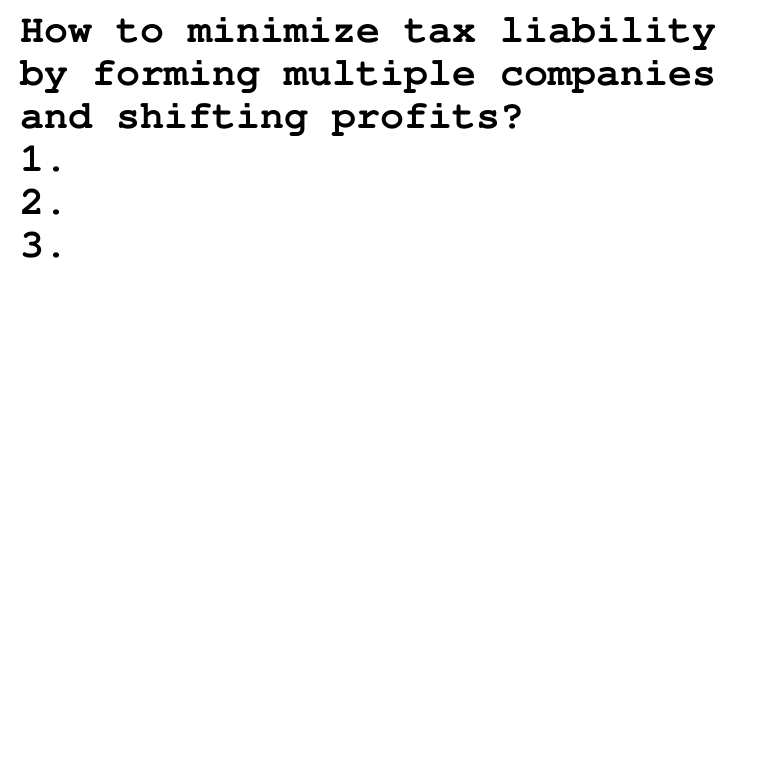 How to minimize tax liability
by forming multiple companies
and shifting profits?
1.
2.
3.